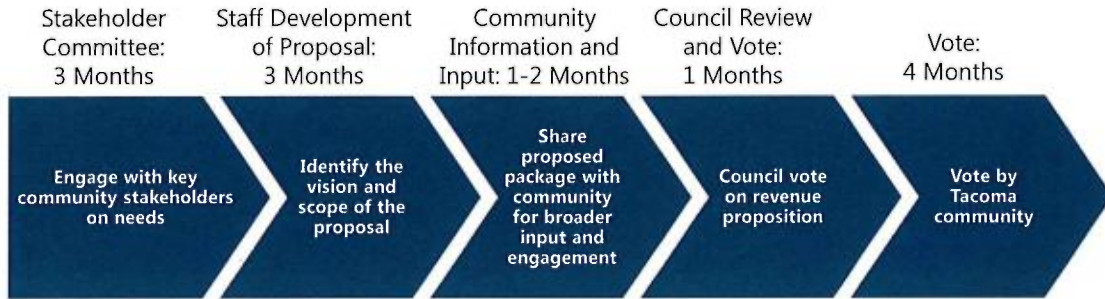 Stakeholder
Committee:
3 Months
Staff Development
of Proposal:
3 Months
Community
Information and
Input: 1-2 Months
Council Review
and Vote:
1 Months
Vote:
4 Months
Engage with key
community stakeholders
on needs
Identify the
vision and
scope of the
proposal
Share
proposed
package with
community
for broader
input and
engagement
Council vote
on revenue
proposition
Vote by
Tacoma
community